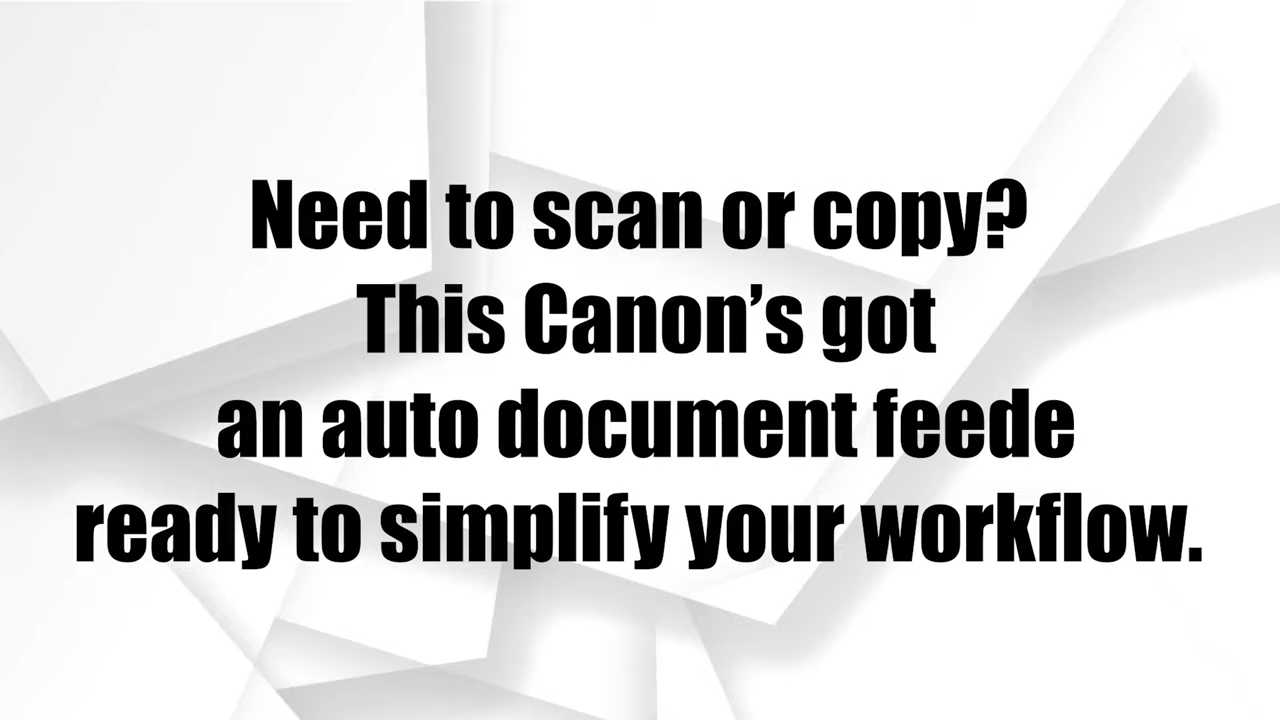 Need to scan or copy?
This Canon’s got
an auto document feede
ready to simplify your workflow.